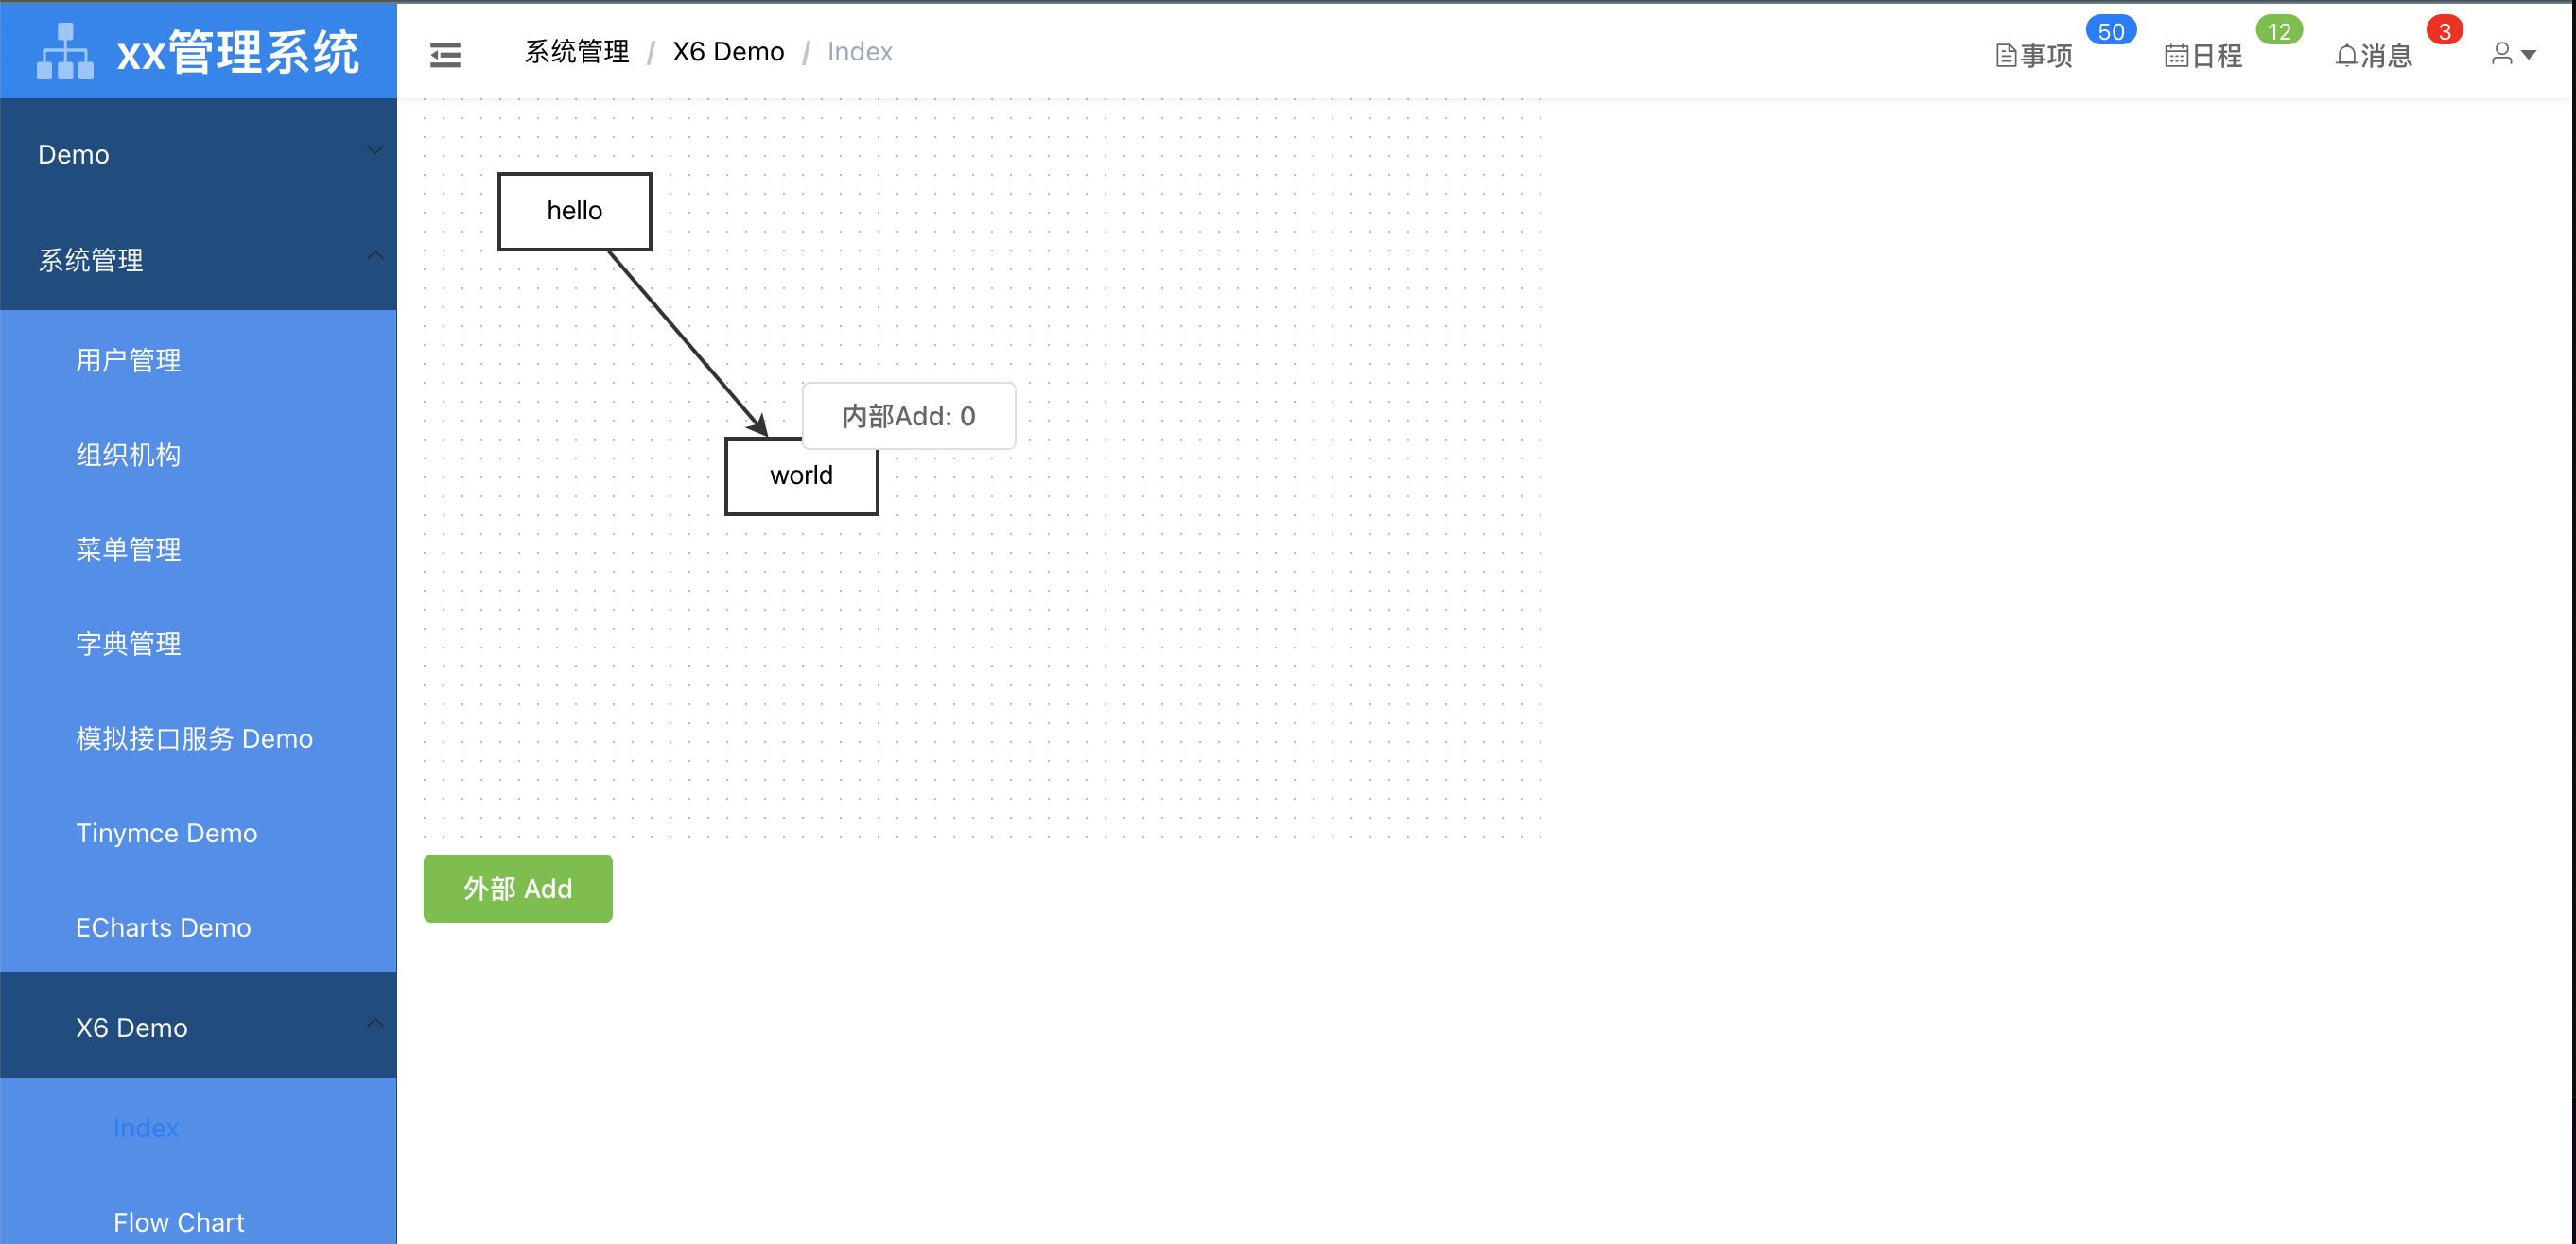 xx管理系统
系统管理 / X6 Demo / Index
事项 50
日程 12
消息 3
Demo
系统管理
用户管理
组织机构
菜单管理
字典管理
模拟接口服务 Demo
Tinymce Demo
ECharts Demo
X6 Demo
Index
Flow Chart
hello
内部Add: 0
world
外部 Add